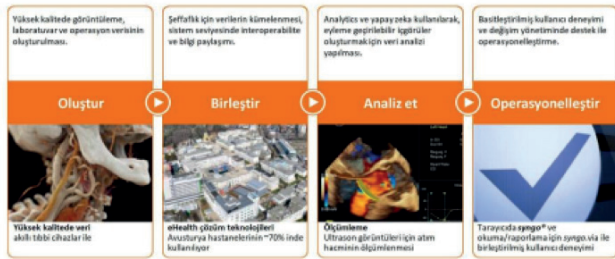 Yüksek kalitede görüntüleme,
laboratuvar ve operasyon verisinin
oluşturulması.
Şeffaflık için verilerin kümelenmesi,
sistem seviyesinde interoperabilite
ve bilgi paylaşımı.
Analytics ve yapay zeka kullanılarak,
eyleme geçirilebilir içgörüler
oluşturmak için veri analizi
yapılması.
Basitleştirilmiş kullanıcı deneyimi
ve değişim yönetiminde destek ile
operasyonelleştirme.
Oluştur
Birleştir
Analiz et
Operasyonelleştir
Yüksek kalitede veri
akıllı tıbbi cihazlar ile
eHealth çözüm teknolojileri
Avusturya hastanelerinin ~70% inde
kullanılıyor
Ölçümleme
Ultrason görüntüleri için atım
hacminin ölçümlenmesi
Tarayıcıda syngo® ve
okuma/raporlama için syngo.via ile
birleştirilmiş kullanıcı deneyimi